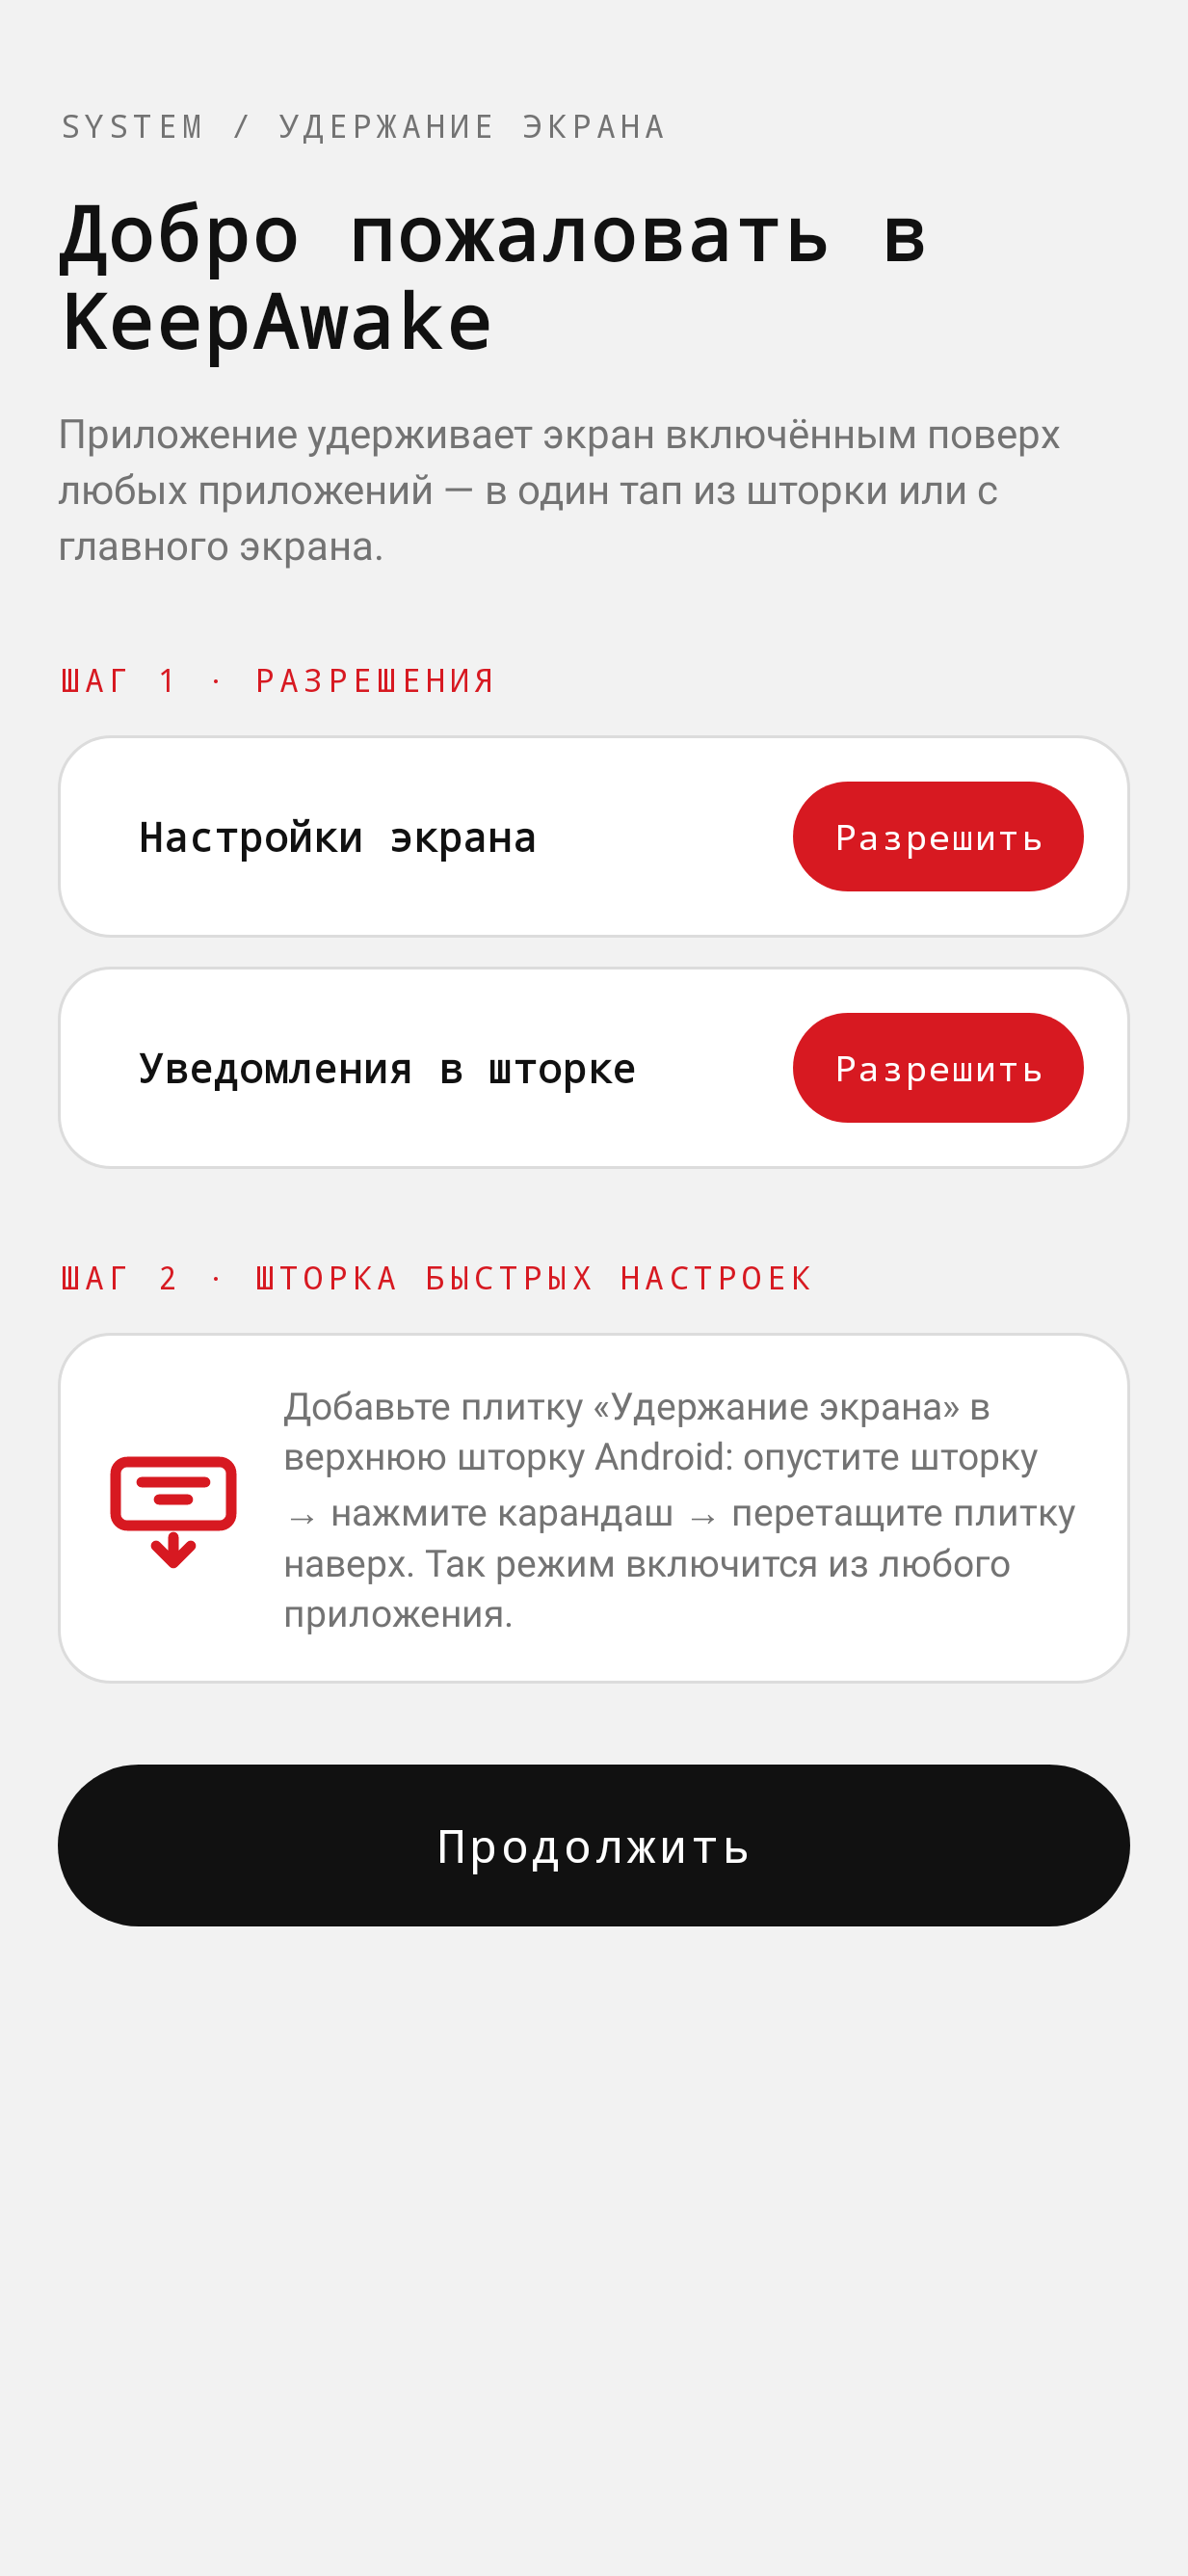 SYSTEM / УДЕРЖАНИЕ ЭКРАНА
Добро пожаловать в
KeepAwake
Приложение удерживает экран включённым поверх
любых приложений — в один тап из шторки или с
главного экрана.
ШАГ 1 · РАЗРЕШЕНИЯ
Настройки экрана
Разрешить
Уведомления в шторке
Разрешить
ШАГ 2 · ШТОРКА БЫСТРЫХ НАСТРОЕК
Добавьте плитку «Удержание экрана» в
верхнюю шторку Android: опустите шторку
→ нажмите карандаш → перетащите плитку
наверх. Так режим включится из любого
приложения.
Продолжить